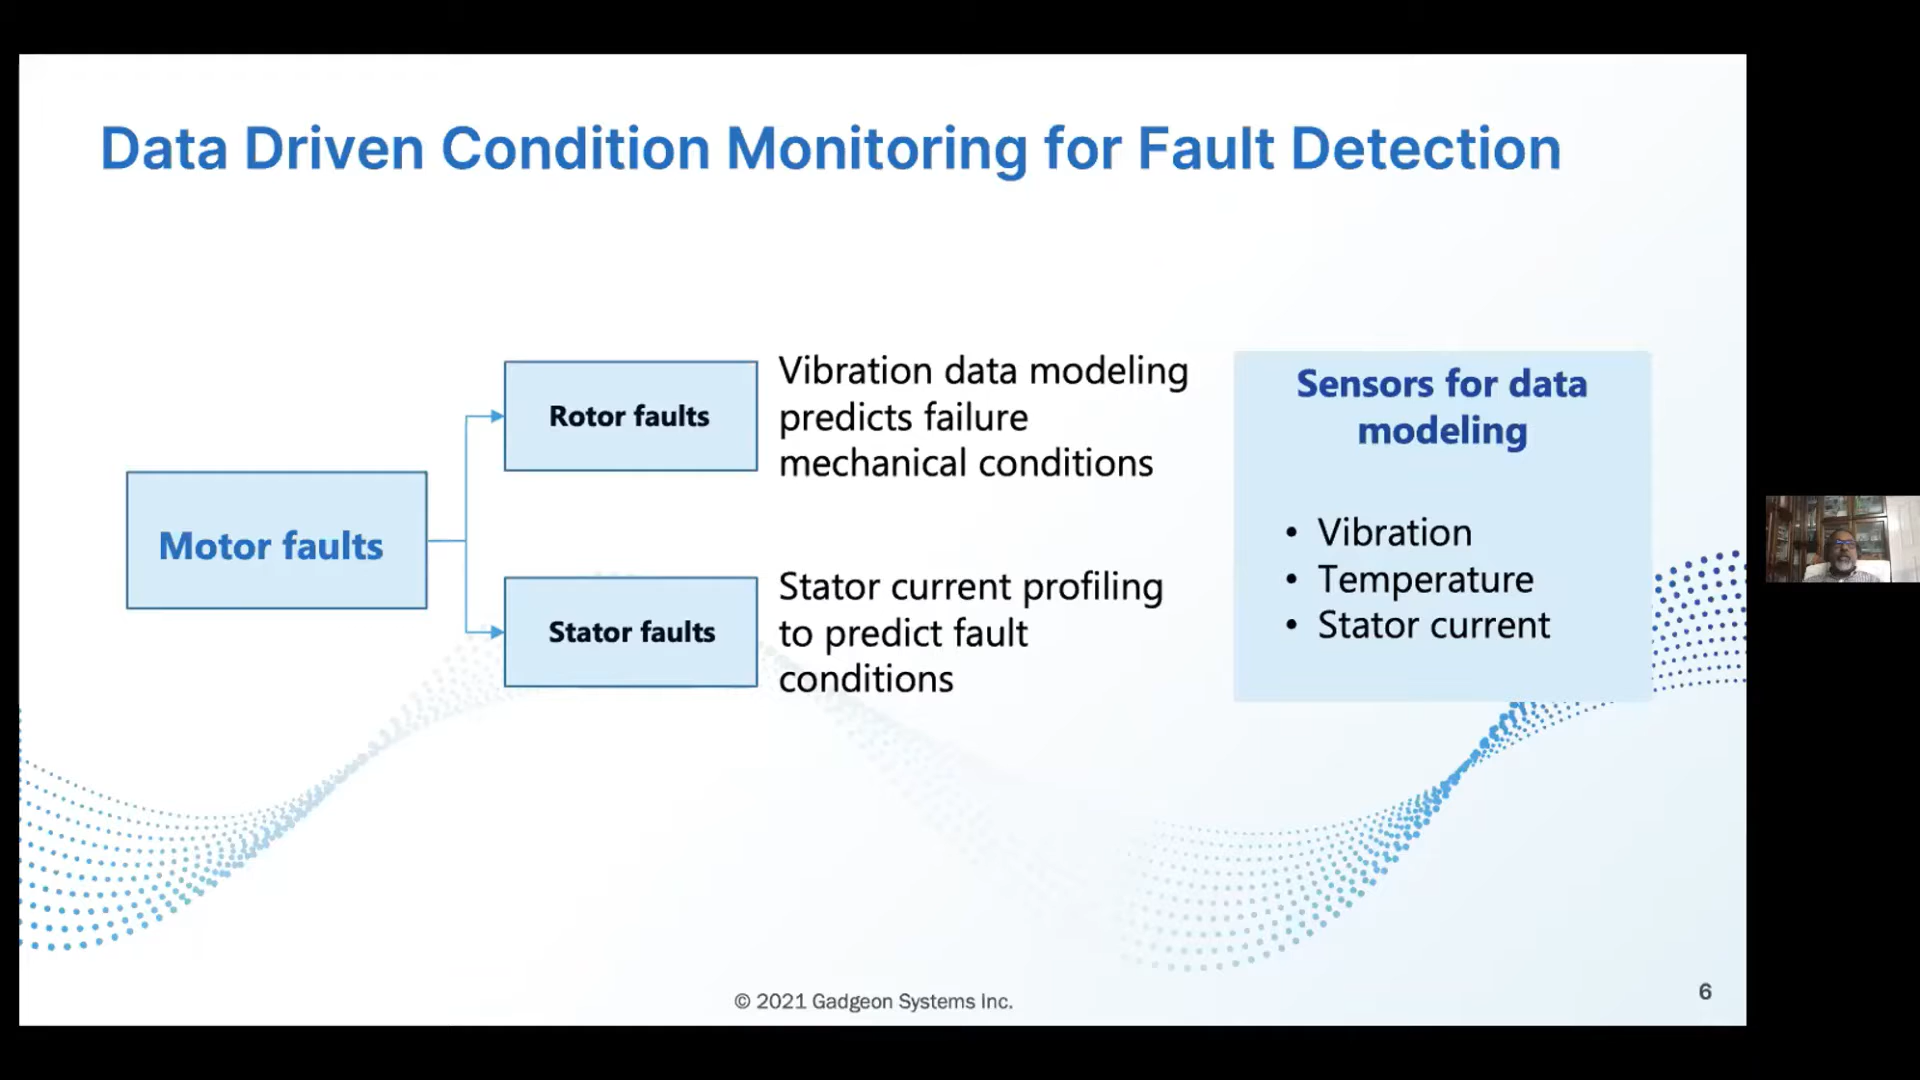 Data Driven Condition Monitoring for Fault Detection
Motor faults
Rotor faults
Vibration data modeling
predicts failure
mechanical conditions
Stator faults
Stator current profiling
to predict fault
conditions
Sensors for data
modeling
• Vibration
• Temperature
• Stator current
© 2021 Gadgeon Systems Inc.
6